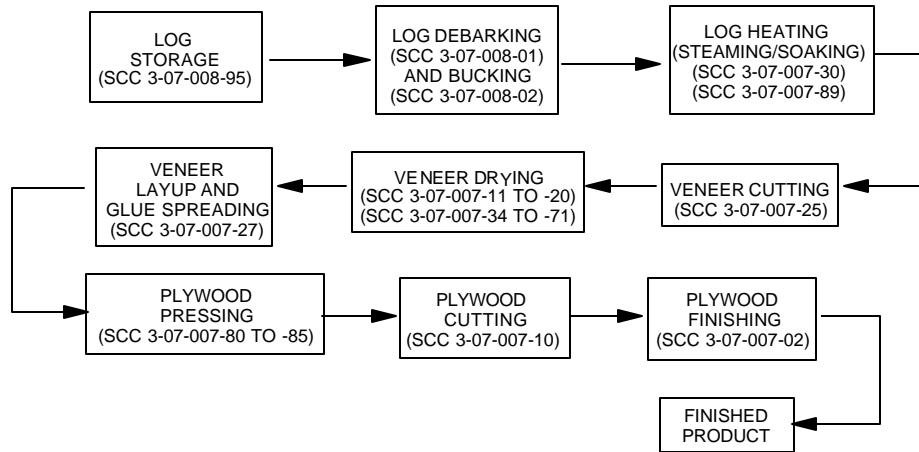 LOG
STORAGE
(SCC 3-07-008-95)
LOG DEBARKING
(SCC 3-07-008-01)
AND BUCKING
(SCC 3-07-008-02)
LOG HEATING
(STEAMING/SOAKING)
(SCC 3-07-007-30)
(SCC 3-07-007-89)
VENEER CUTTING
(SCC 3-07-007-25)
VENEER DRYING
(SCC 3-07-007-11 TO -20)
(SCC 3-07-007-34 TO -71)
VENEER
LAYUP AND
GLUE SPREADING
(SCC 3-07-007-27)
PLYWOOD
PRESSING
(SCC 3-07-007-80 TO -85)
PLYWOOD
CUTTING
(SCC 3-07-007-10)
PLYWOOD
FINISHING
(SCC 3-07-007-02)
FINISHED
PRODUCT